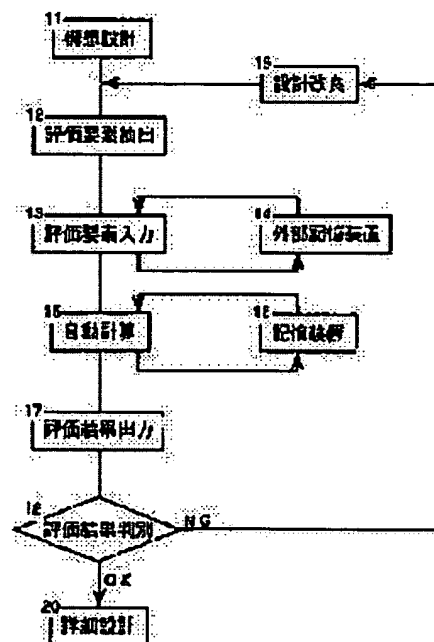 11
構想設計
19
設計改良
12
評価要素抽出
13
評価要素入力
14
外部記憶装置
15
自動計算
16
記憶装置
17
評価結果出力
18
評価結果判別
NG
OK
20
詳細設計